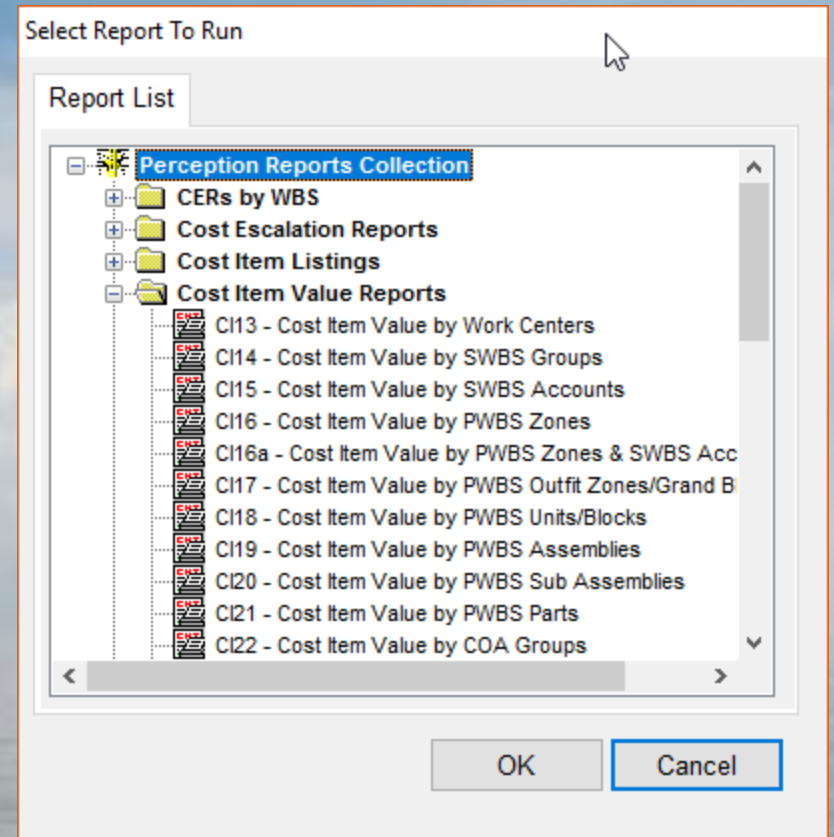 Select Report To Run
Report List
Perception Reports Collection
CERs by WBS
Cost Escalation Reports
Cost Item Listings
Cost Item Value Reports
CI13 - Cost Item Value by Work Centers
CI14 - Cost Item Value by SWBS Groups
CI15 - Cost Item Value by SWBS Accounts
CI16 - Cost Item Value by PWBS Zones
CI16a - Cost Item Value by PWBS Zones & SWBS Acc
CI17 - Cost Item Value by PWBS Outfit Zones/Grand
CI18 - Cost Item Value by PWBS Units/Blocks
CI19 - Cost Item Value by PWBS Assemblies
CI20 - Cost Item Value by PWBS Sub Assemblies
CI21 - Cost Item Value by PWBS Parts
CI22 - Cost Item Value by COA Groups
OK
Cancel